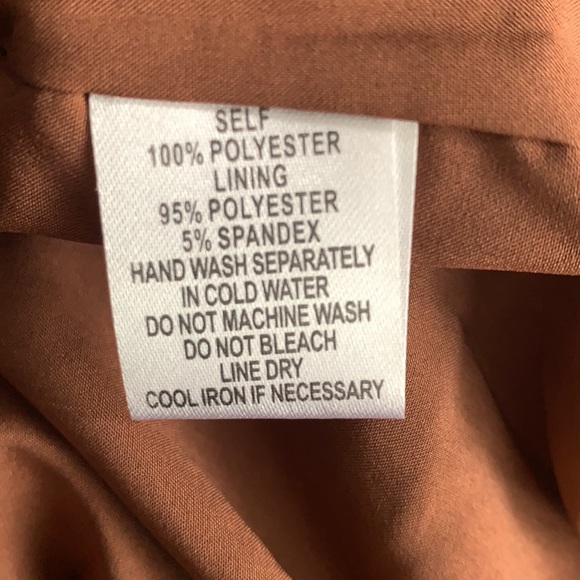 SELF
100% POLYESTER
LINING
95% POLYESTER
5% SPANDEX
HAND WASH SEPARATELY
IN COLD WATER
DO NOT MACHINE WASH
DO NOT BLEACH
LINE DRY
COOL IRON IF NECESSARY